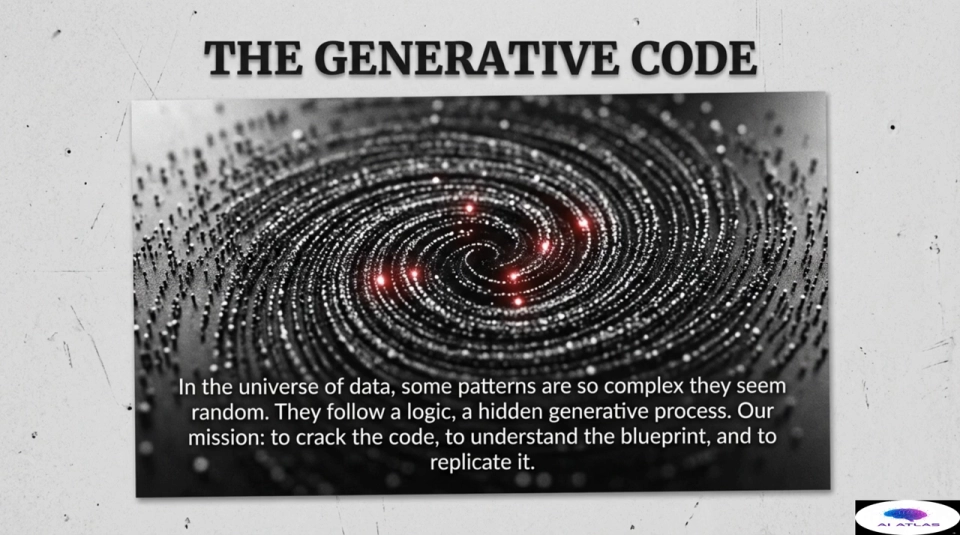 THE GENERATIVE CODE
In the universe of data, some patterns are so complex they seem
random. They follow a logic, a hidden generative process. Our
mission: to crack the code, to understand the blueprint, and to
replicate it.
AI ATLAS